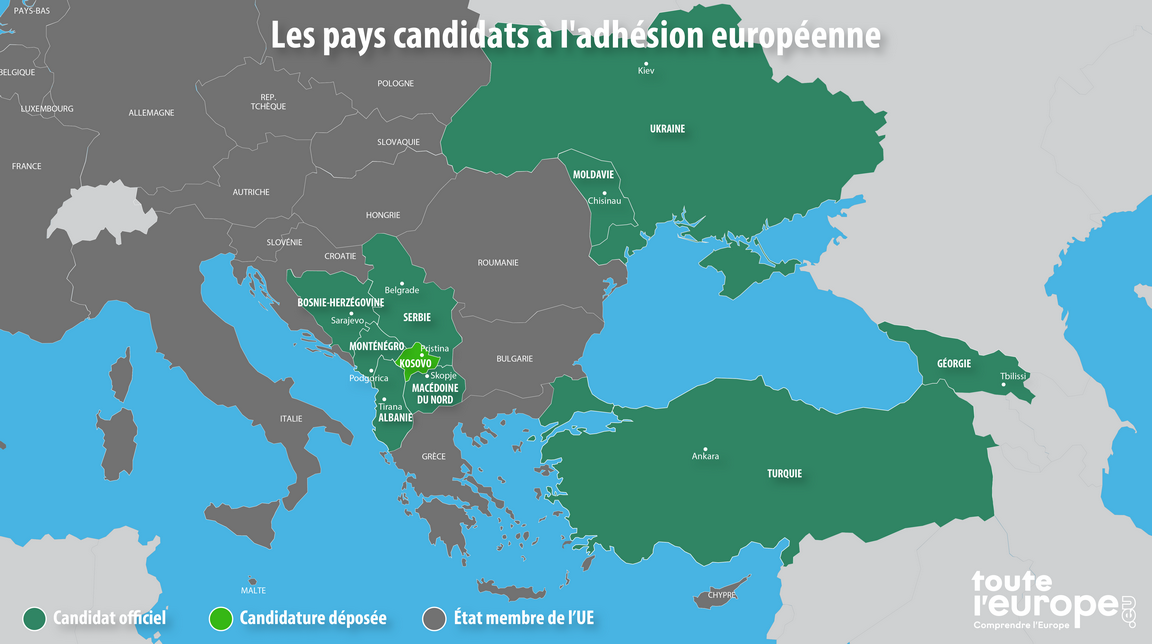 Les pays candidats à l'adhésion européenne
PAYS-BAS
BELGIQUE
LUXEMBOURG
ALLEMAGNE
FRANCE
REP.
TCHÈQUE
POLOGNE
SLOVAQUIE
AUTRICHE
HONGRIE
SLOVÉNIE
CROATIE
ROUMANIE
BULGARIE
ITALIE
GRÈCE
MALTE
CHYPRE
Kiev
UKRAINE
MOLDAVIE
Chisinau
Belgrade
BOSNIE-HERZÉGOVINE
Sarajevo
SERBIE
MONTÉNÉGRO
Pristina
KOSOVO
Podgorica
Skopje
MACÉDOINE
DU NORD
Tirana
ALBANIE
GÉORGIE
Tbilissi
Ankara
TURQUIE
Candidat officiel
Candidature déposée
État membre de l'UE
toute
l'europe.eu
Comprendre l'Europe